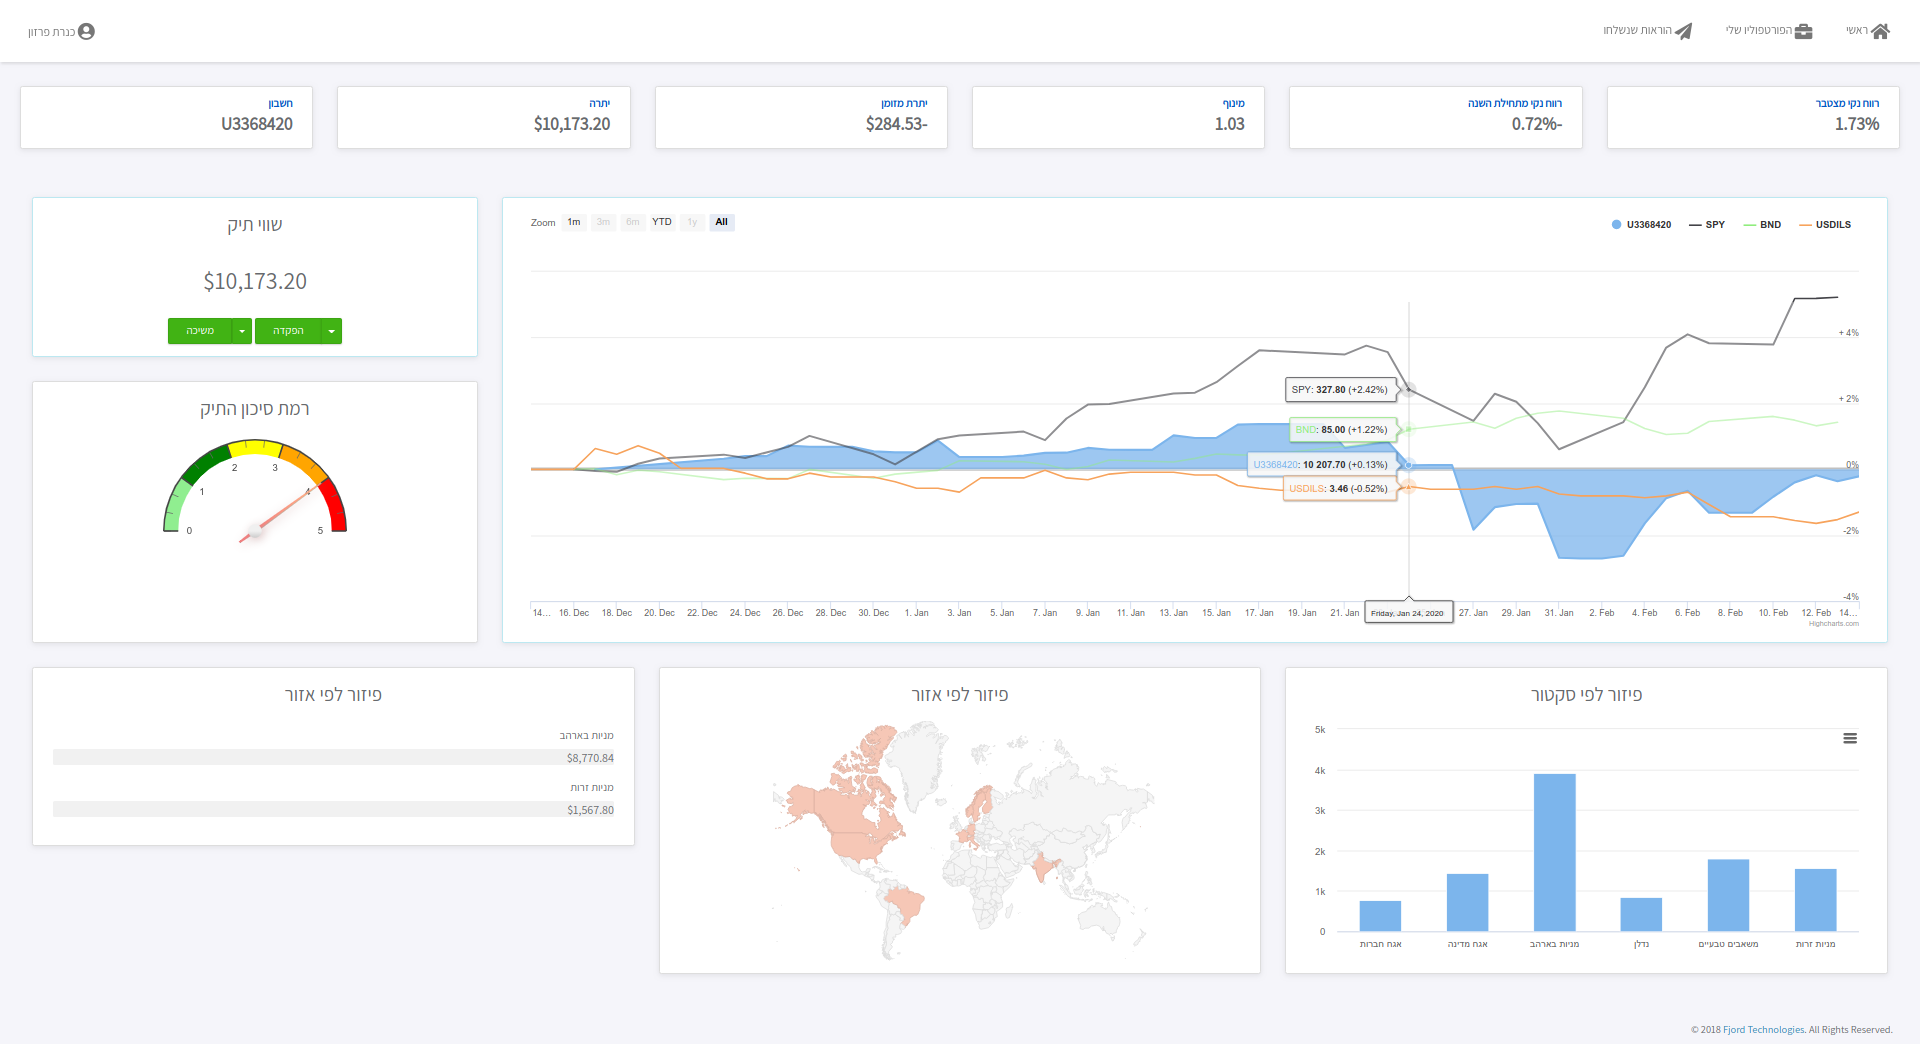 ראשי
הפורטפוליו שלי
הוראות שנשלחו
כנרת פרזון
רווח נקי מצטבר
1.73%
רווח נקי מתחילת השנה
0.72%-
מינוף
1.03
יתרת מזומן
$284.53-
יתרה
$10,173.20
חשבון
U3368420
Zoom 1m 3m 6m YTD 1y All
U3368420 SPY BND USDILS
+ 4%
+ 2%
0%
-2%
-4%
SPY: 327.80 (+2.42%)
BND: 85.00 (+1.22%)
U3368420: 10 207.70 (+0.13%)
USDILS: 3.46 (-0.52%)
14… 16. Dec 18. Dec 20. Dec 22. Dec 24. Dec 26. Dec 28. Dec 30. Dec 1. Jan 3. Jan 5. Jan 7. Jan 9. Jan 11. Jan 13. Jan 15. Jan 17. Jan 19. Jan 21. Jan Friday, Jan 24, 2020 27. Jan 29. Jan 31. Jan 2. Feb 4. Feb 6. Feb 8. Feb 10. Feb 12. Feb 14…
Highcharts.com
שווי תיק
$10,173.20
הפקדה
משיכה
רמת סיכון התיק
0 1 2 3 4 5
פיזור לפי סקטור
5k
4k
3k
2k
1k
0
אגח חברות אגח מדינה מניות בארהב נדלן משאבים טבעיים מניות זרות
פיזור לפי אזור
פיזור לפי אזור
מניות בארהב
$8,770.84
מניות זרות
$1,567.80
© 2018 Fjord Technologies. All Rights Reserved.